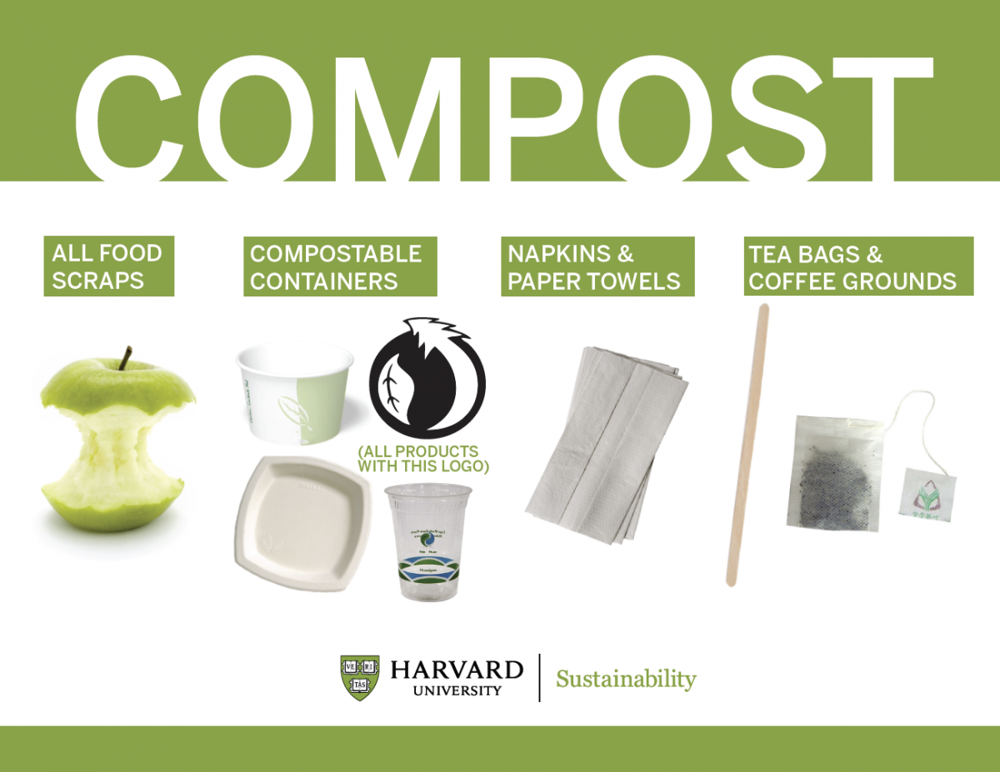 COMPOST
ALL FOOD
SCRAPS
COMPOSTABLE
CONTAINERS
(ALL PRODUCTS
WITH THIS LOGO)
NAPKINS &
PAPER TOWELS
TEA BAGS &
COFFEE GROUNDS
VE RI
TAS
HARVARD
UNIVERSITY
Sustainability